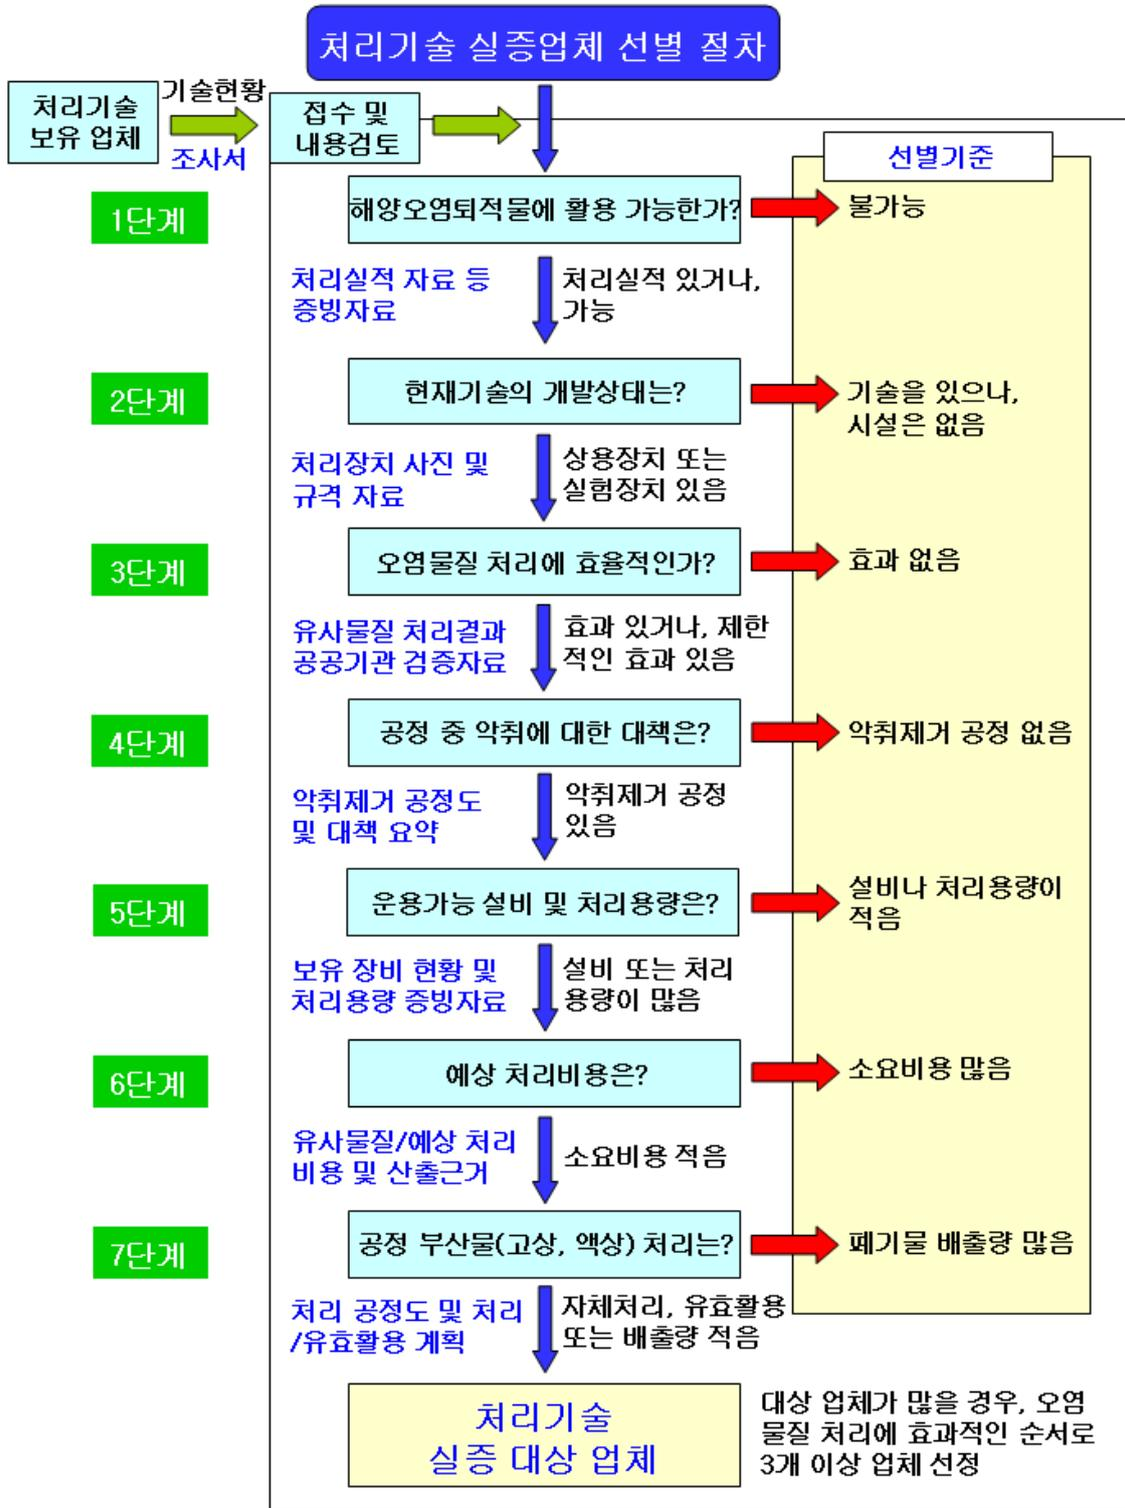 처리기술 실증업체 선별 절차
처리기술
보유 업체
기술현황
조사서
접수 및
내용검토
선별기준
1단계
해양오염퇴적물에 활용 가능한가?
불가능
처리실적 자료 등
증빙자료
처리실적 있거나,
가능
2단계
현재기술의 개발상태는?
기술을 있으나,
시설은 없음
처리장치 사진 및
규격 자료
상용장치 또는
실험장치 있음
3단계
오염물질 처리에 효율적인가?
효과 없음
유사물질 처리결과
공공기관 검증자료
효과 있거나, 제한
적인 효과 있음
4단계
공정 중 악취에 대한 대책은?
악취제거 공정 없음
악취제거 공정도
및 대책 요약
악취제거 공정
있음
5단계
운용가능 설비 및 처리용량은?
설비나 처리용량이
적음
보유 장비 현황 및
처리용량 증빙자료
설비 또는 처리
용량이 많음
6단계
예상 처리비용은?
소요비용 많음
유사물질/예상 처리
비용 및 산출근거
소요비용 적음
7단계
공정 부산물(고상, 액상) 처리는?
폐기물 배출량 많음
처리 공정도 및 처리
/유효활용 계획
자체처리, 유효활용
또는 배출량 적음
처리기술
실증 대상 업체
대상 업체가 많을 경우, 오염
물질 처리에 효과적인 순서로
3개 이상 업체 선정